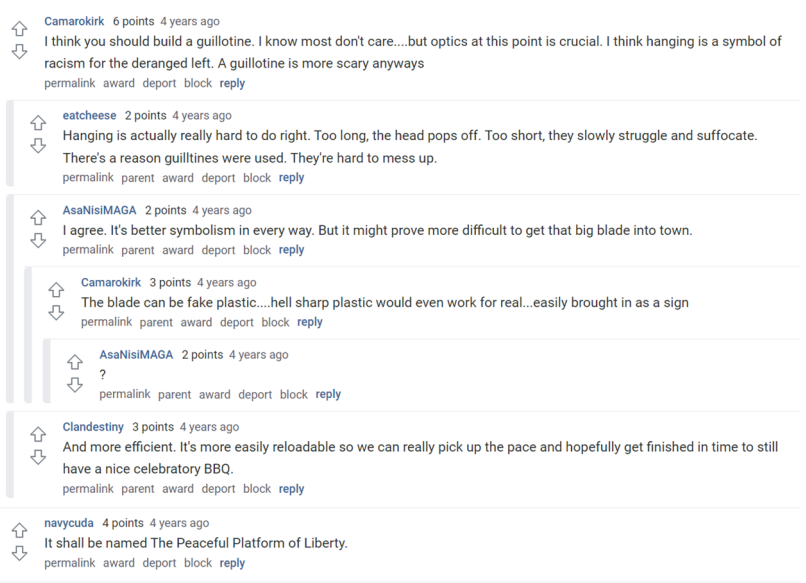 Camarokirk 6 points 4 years ago
I think you should build a guillotine. I know most don't care....but optics at this point is crucial. I think hanging is a symbol of
racism for the deranged left. A guillotine is more scary anyways
permalink award deport block reply
eatcheese 2 points 4 years ago
Hanging is actually really hard to do right. Too long, the head pops off. Too short, they slowly struggle and suffocate.
There's a reason guilltines were used. They're hard to mess up.
permalink parent award deport block reply
AsaNisiMAGA 2 points 4 years ago
I agree. It's better symbolism in every way. But it might prove more difficult to get that big blade into town.
permalink parent award deport block reply
Camarokirk 3 points 4 years ago
The blade can be fake plastic....hell sharp plastic would even work for real...easily brought in as a sign
permalink parent award deport block reply
AsaNisiMAGA 2 points 4 years ago
?
permalink parent award deport block reply
Clandestiny 3 points 4 years ago
And more efficient. It's more easily reloadable so we can really pick up the pace and hopefully get finished in time to still
have a nice celebratory BBQ.
permalink parent award deport block reply
navycuda 4 points 4 years ago
It shall be named The Peaceful Platform of Liberty.
permalink award deport block reply